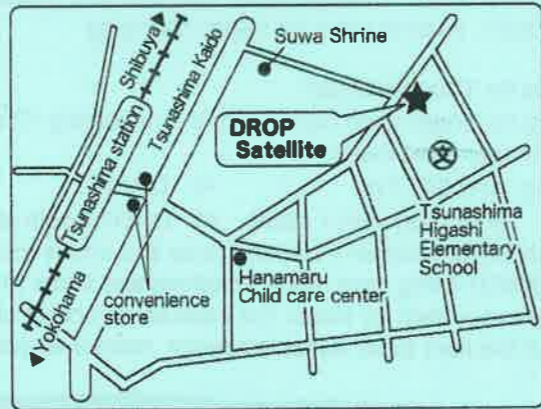 Shibuya
Tsunashima Kaido
Suwa Shrine
Tsunashima station
DROP
Satellite
文
Tsunashima
Higashi
Elementary
School
Hanamaru
Child care center
convenience
store
Yokohama